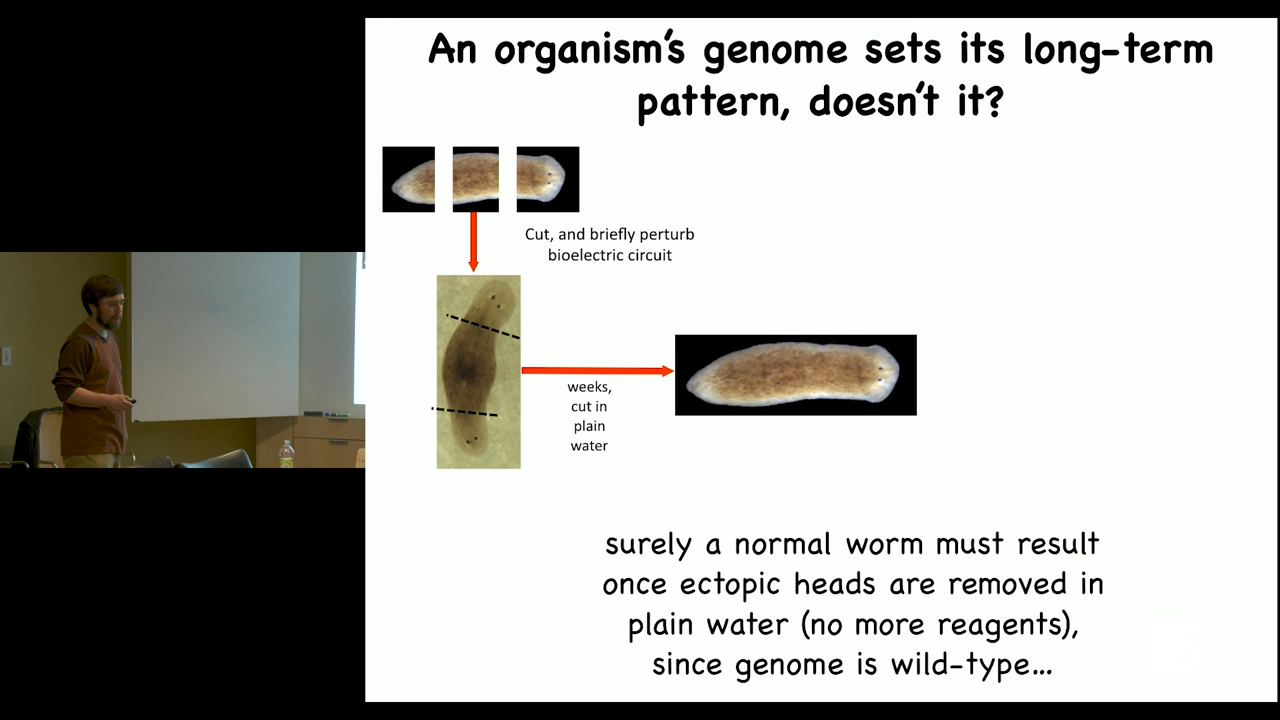 An organism's genome sets its long-term
pattern, doesn't it?
Cut, and briefly perturb
bioelectric circuit
weeks,
cut in
plain
water
surely a normal worm must result
once ectopic heads are removed in
plain water (no more reagents),
since genome is wild-type...